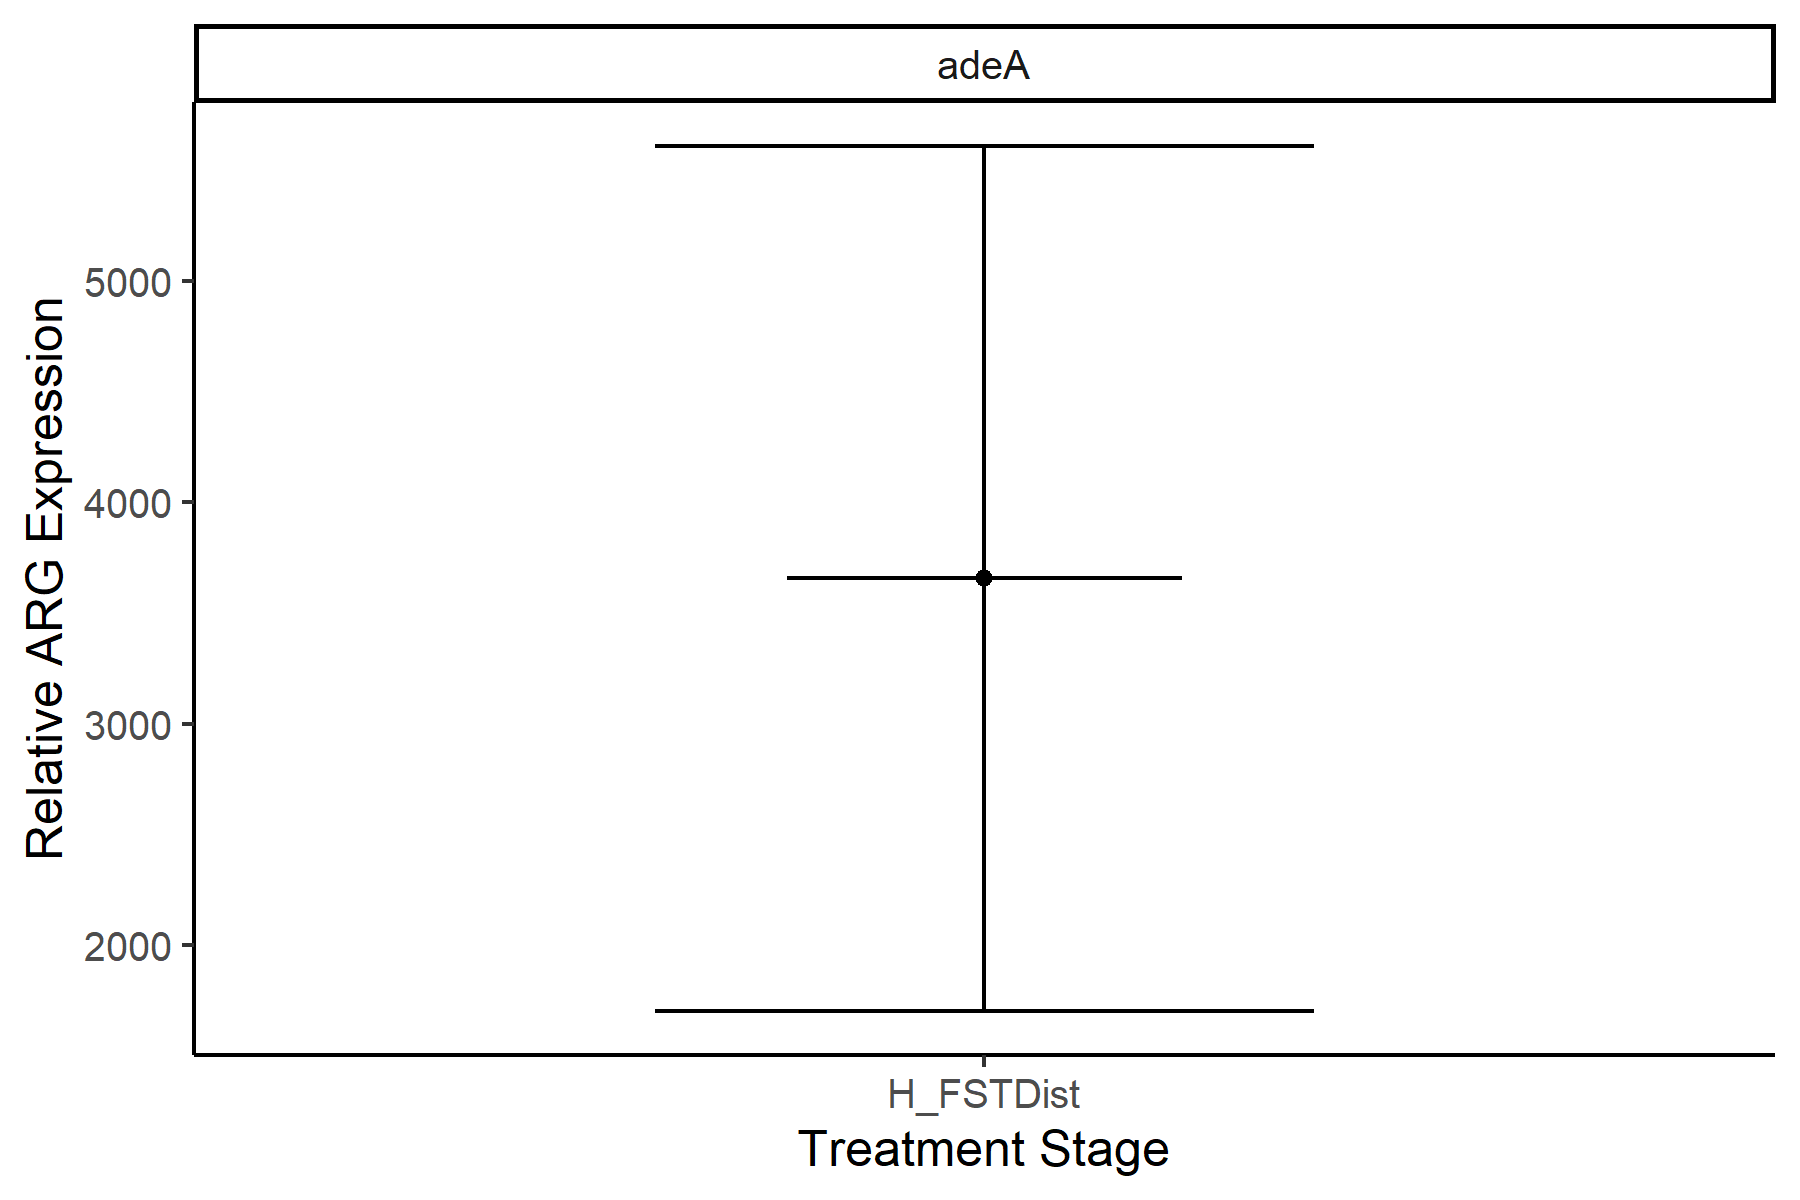 adeA
Relative ARG Expression
5000
4000
3000
2000
H_FSTDist
Treatment Stage